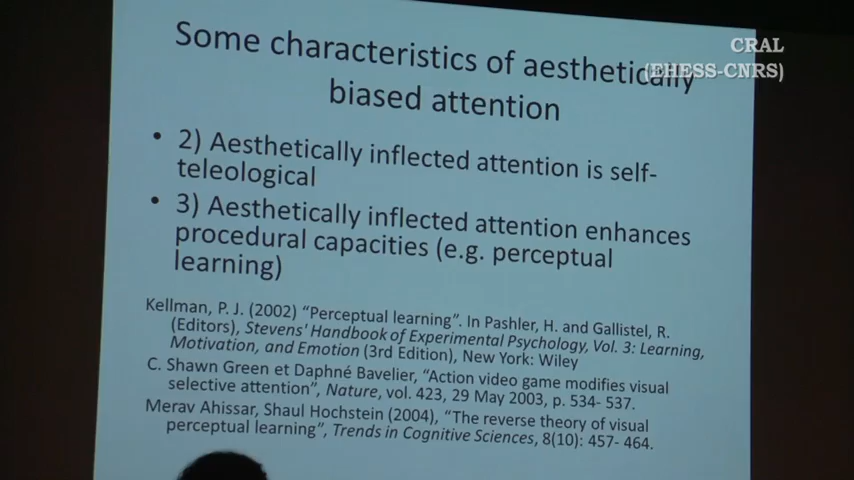 Some characteristics of aesthetically
biased attention
CRAL
(EHESS-CNRS)
• 2) Aesthetically inflected attention is self-
teleological
• 3) Aesthetically inflected attention enhances
procedural capacities (e.g. perceptual
learning)
Kellman, P. J. (2002) “Perceptual learning”. In Pashler, H. and Gallistel, R.
(Editors), Stevens' Handbook of Experimental Psychology, Vol. 3: Learning,
Motivation, and Emotion (3rd Edition), New York: Wiley
C. Shawn Green et Daphné Bavelier, “Action video game modifies visual
selective attention”, Nature, vol. 423, 29 May 2003, p. 534- 537.
Merav Ahissar, Shaul Hochstein (2004), “The reverse theory of visual
perceptual learning”, Trends in Cognitive Sciences, 8(10): 457- 464.